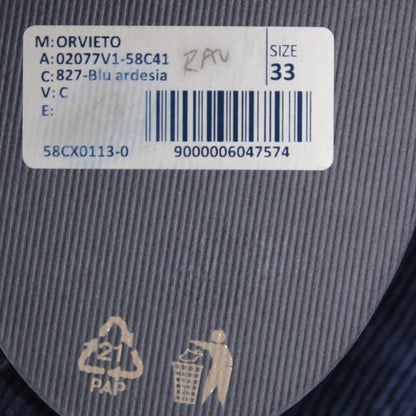 M:ORVIETO
A:02077V1-58C41
C:827-Blu ardesia
V:C
E:
SIZE
33
58CX0113-0
9000006047574
21
PAP